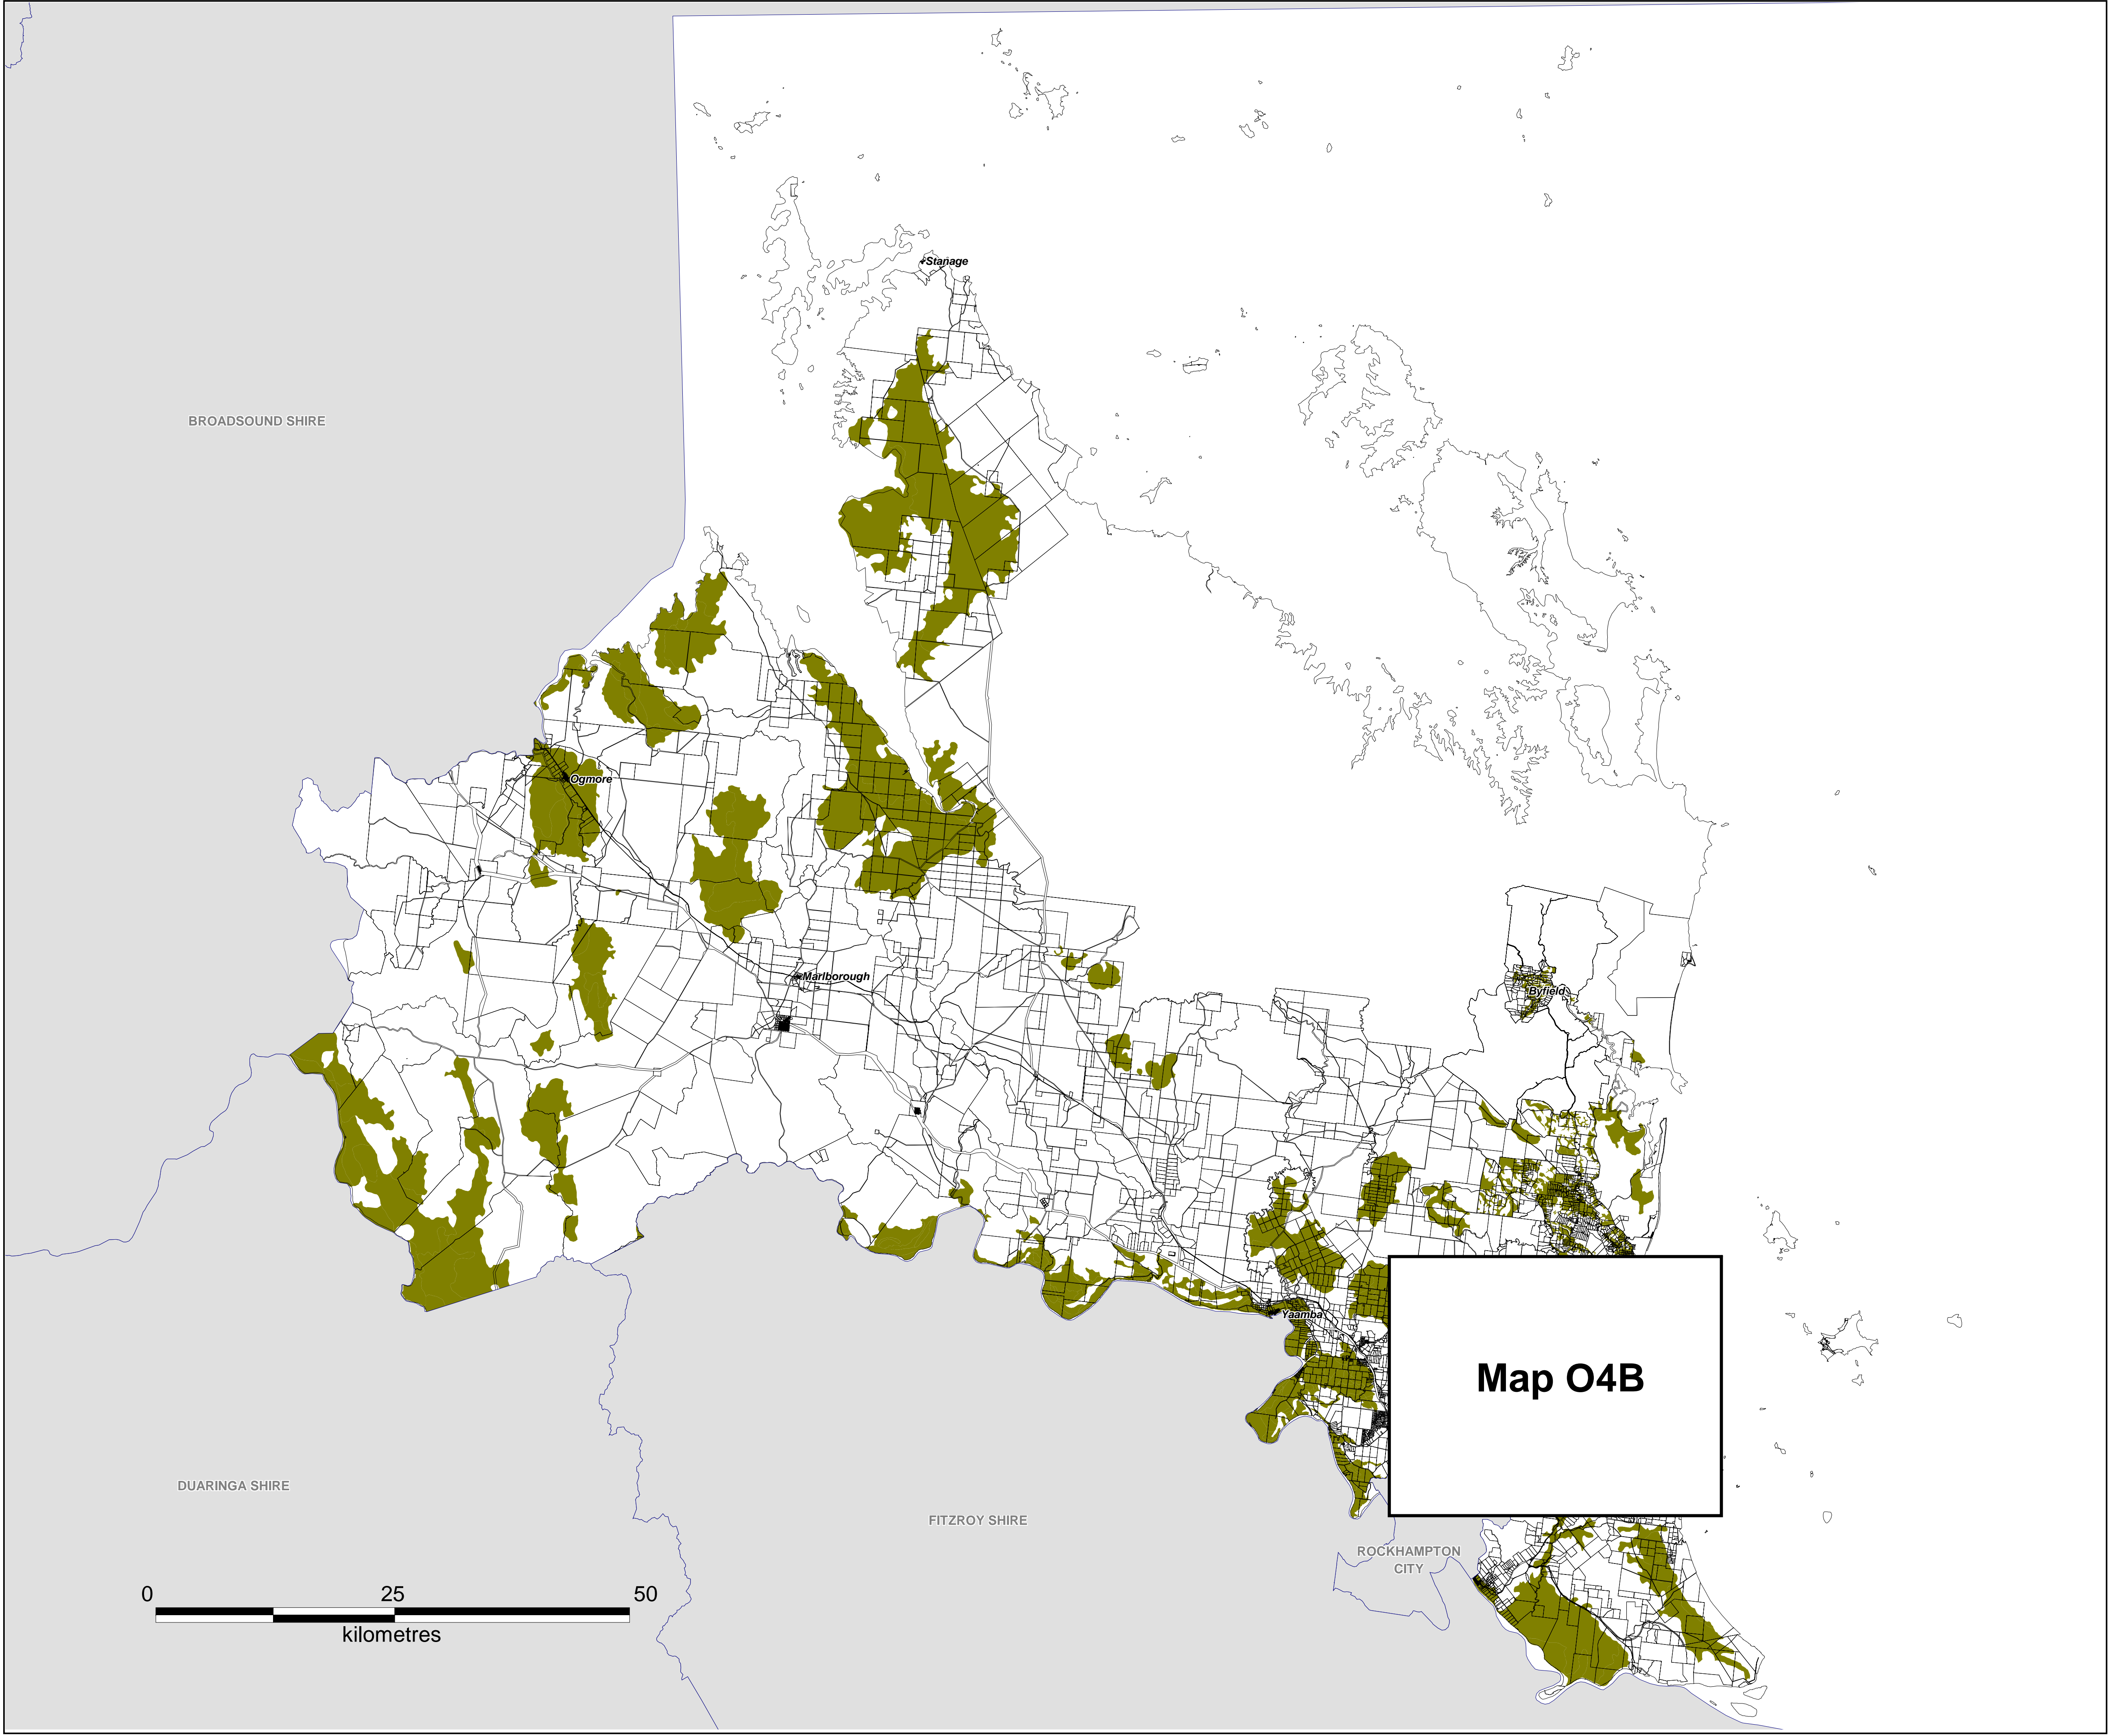 Stanage
BROADSOUND SHIRE
Ogmore
Marlborough
Byfield
Yaamba
Map O4B
DUARINGA SHIRE
FITZROY SHIRE
ROCKHAMPTON
CITY
0 25 50
kilometres